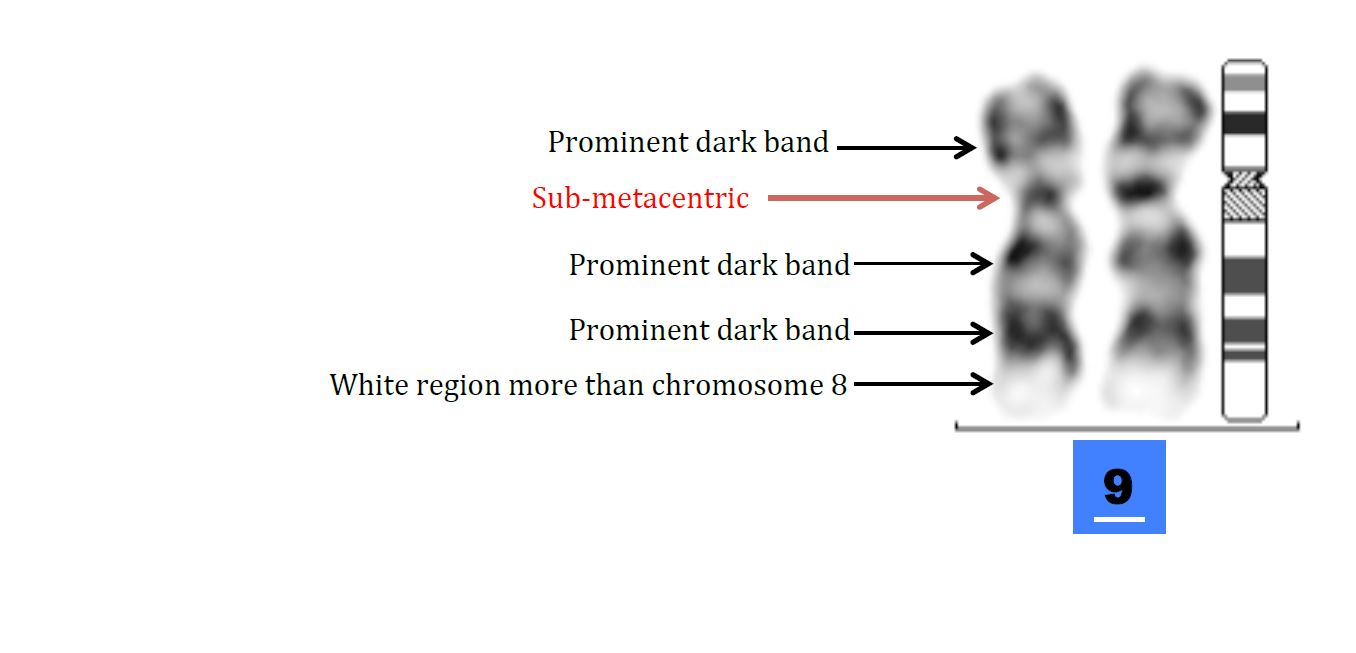 Prominent dark band
Sub-metacentric
Prominent dark band
Prominent dark band
White region more than chromosome 8
9